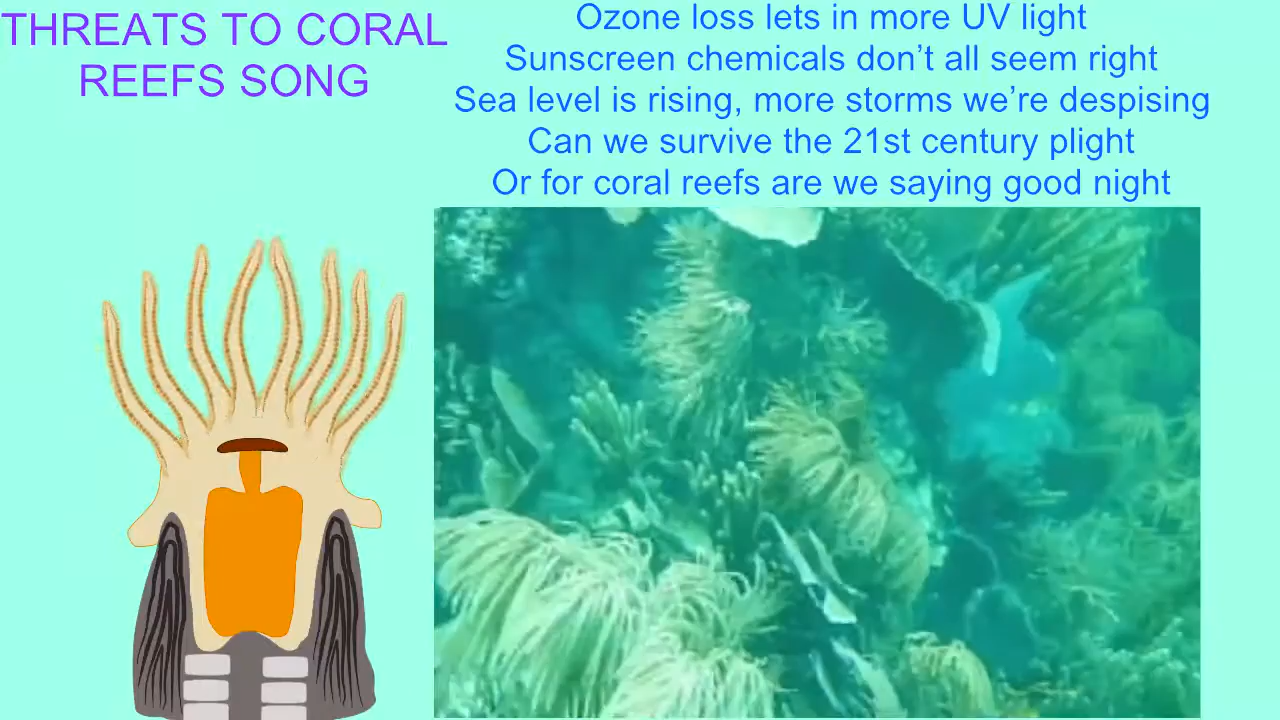 THREATS TO CORAL
REEFS SONG
Ozone loss lets in more UV light
Sunscreen chemicals don’t all seem right
Sea level is rising, more storms we’re despising
Can we survive the 21st century plight
Or for coral reefs are we saying good night